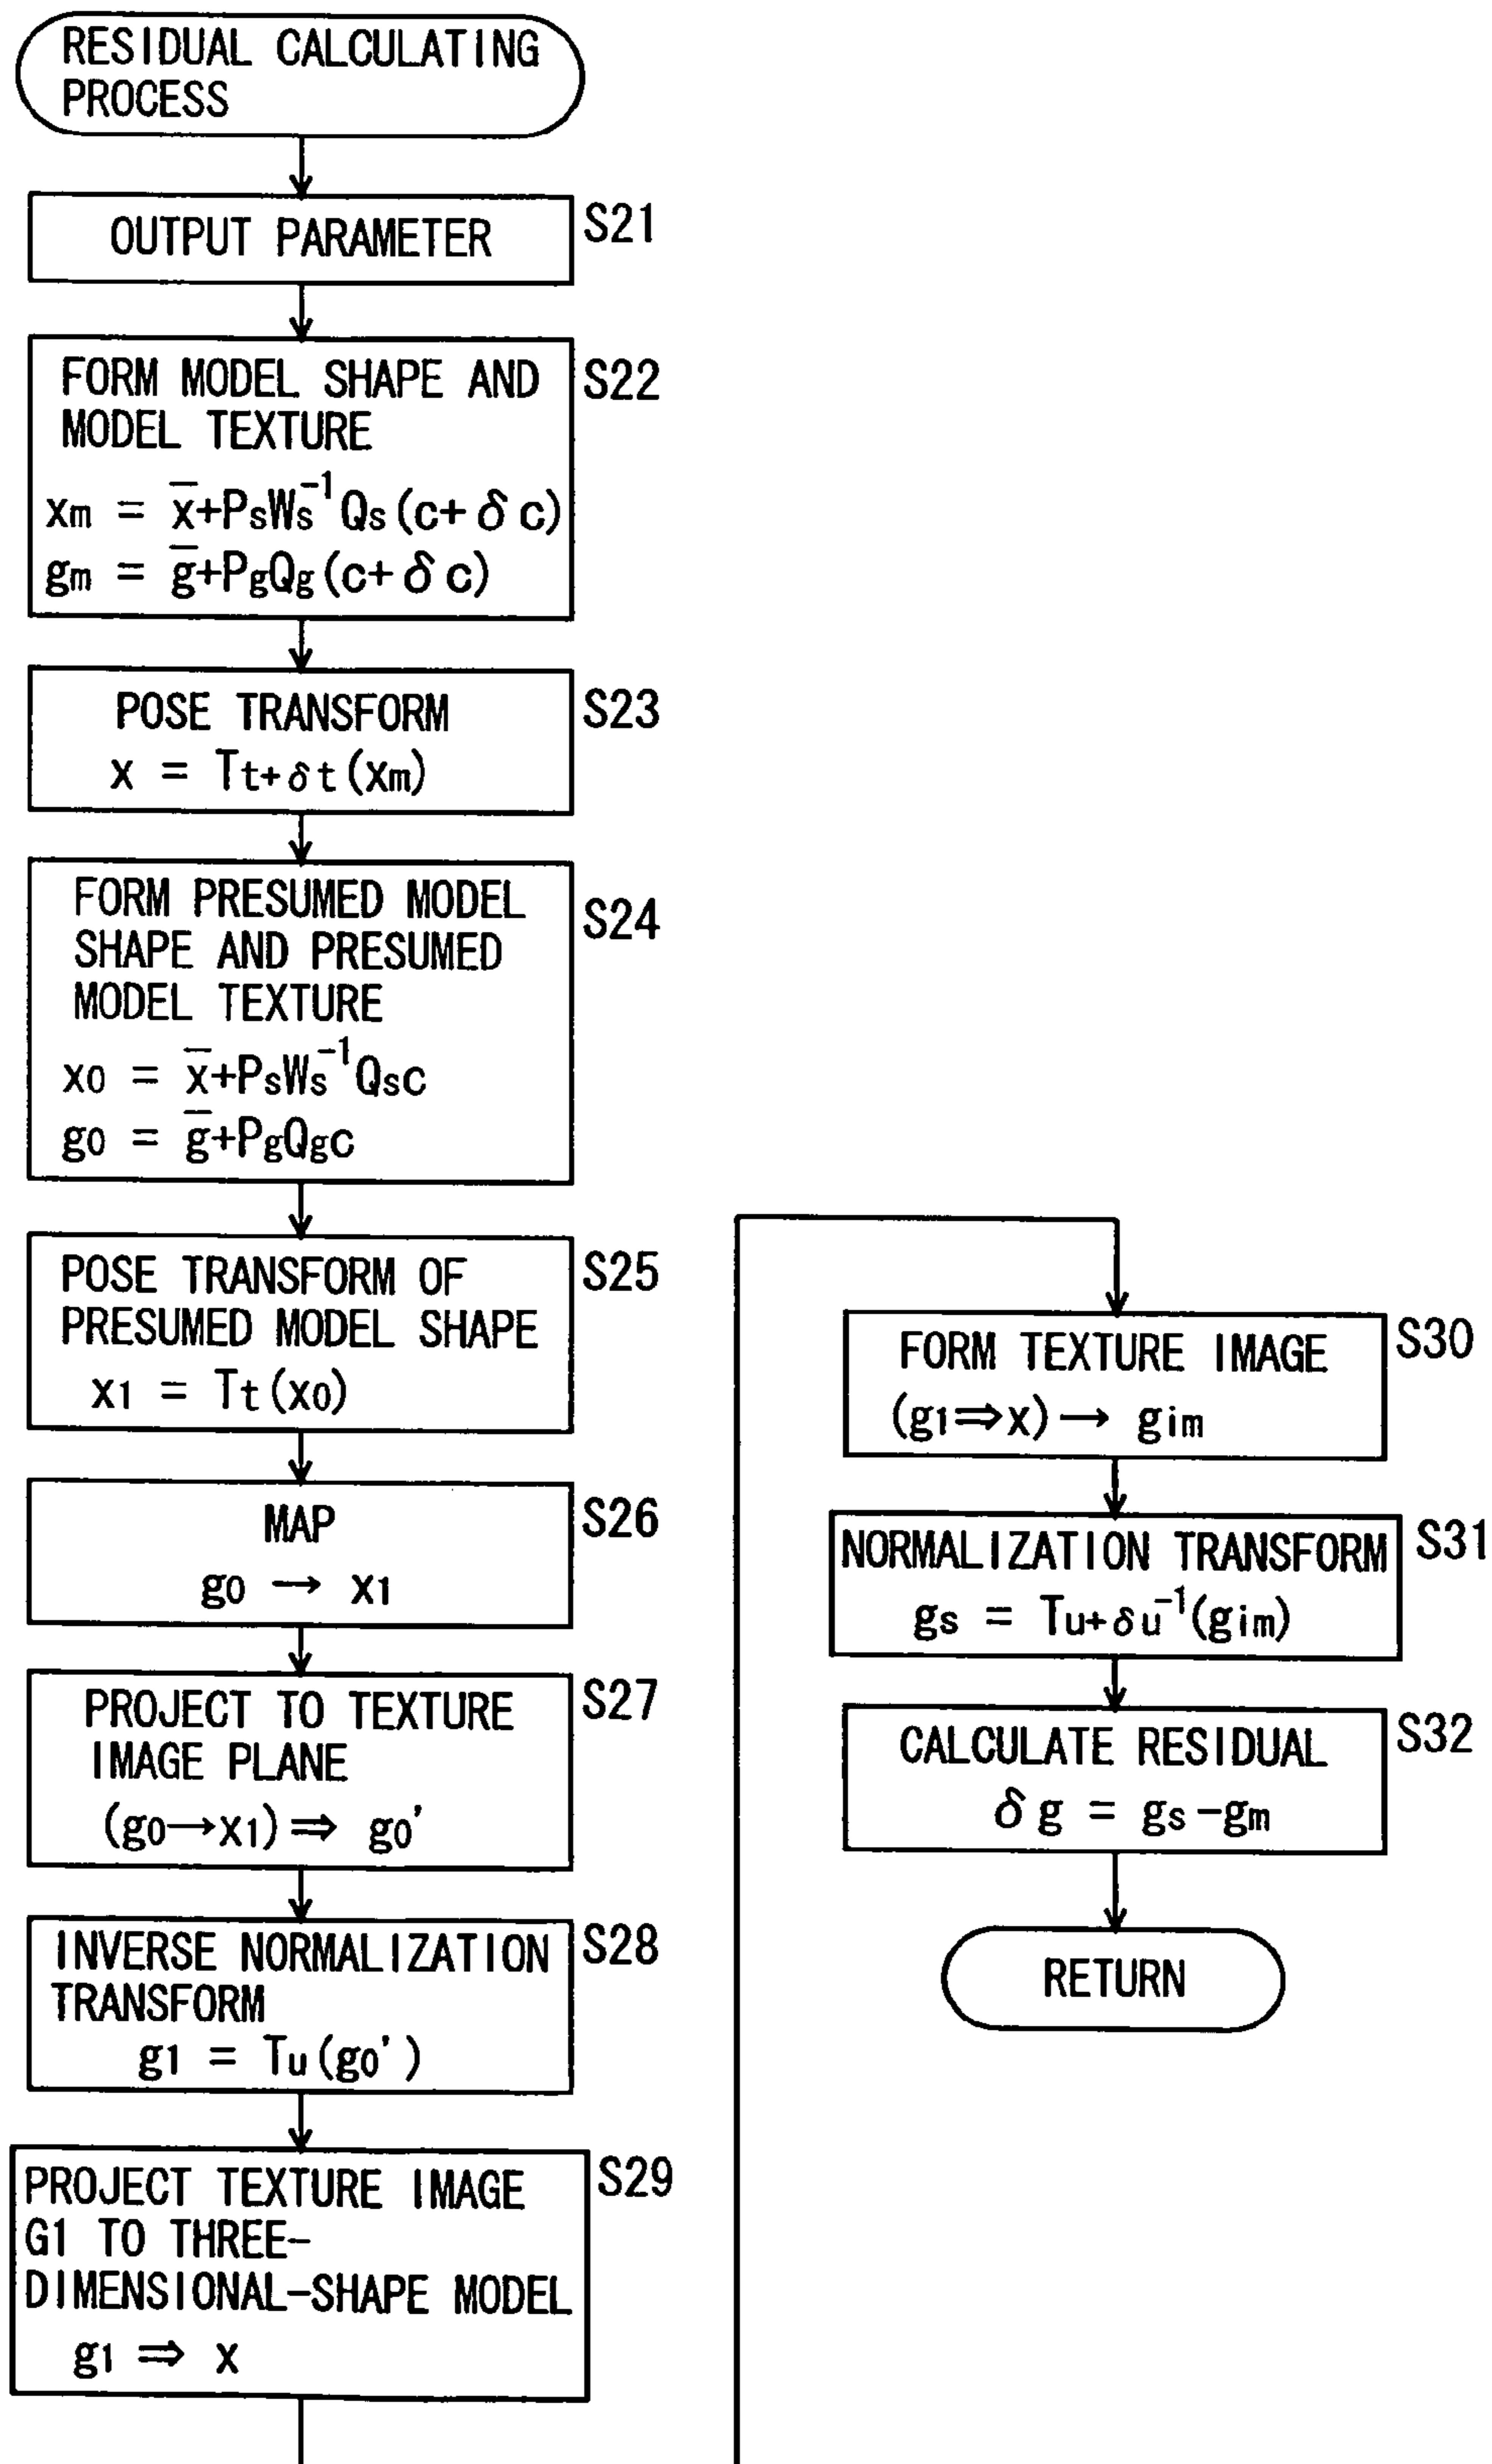 RESIDUAL CALCULATING
PROCESS
OUTPUT PARAMETER
S21
FORM MODEL SHAPE AND
MODEL TEXTURE
xm = x̅+PsWs⁻¹Qs(c+δc)
gm = g̅+PgQg(c+δc)
S22
POSE TRANSFORM
x = Tt+δt(xm)
S23
FORM PRESUMED MODEL
SHAPE AND PRESUMED
MODEL TEXTURE
x0 = x̅+PsWs⁻¹Qsc
g0 = g̅+PgQgc
S24
POSE TRANSFORM OF
PRESUMED MODEL SHAPE
x1 = Tt(x0)
S25
MAP
g0 → x1
S26
PROJECT TO TEXTURE
IMAGE PLANE
(g0→x1)⇒ g0'
S27
INVERSE NORMALIZATION
TRANSFORM
g1 = Tu(g0')
S28
PROJECT TEXTURE IMAGE
G1 TO THREE-
DIMENSIONAL-SHAPE MODEL
g1 ⇒ x
S29
FORM TEXTURE IMAGE
(g1⇒x)→ gim
S30
NORMALIZATION TRANSFORM
gs = Tu+δu⁻¹(gim)
S31
CALCULATE RESIDUAL
δg = gs-gm
S32
RETURN